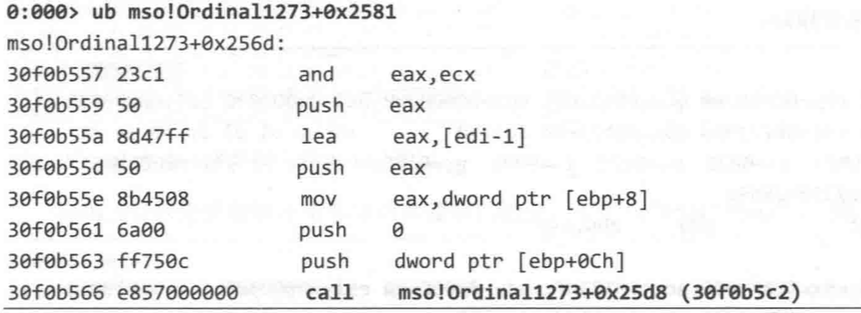 0:000> ub mso!Ordinal1273+0x2581
mso!Ordinal1273+0x256d:
30f0b557 23c1 and eax,ecx
30f0b559 50 push eax
30f0b55a 8d47ff lea eax,[edi-1]
30f0b55d 50 push eax
30f0b55e 8b4508 mov eax,dword ptr [ebp+8]
30f0b561 6a00 push 0
30f0b563 ff750c push dword ptr [ebp+0Ch]
30f0b566 e857000000 call mso!Ordinal1273+0x25d8 (30f0b5c2)